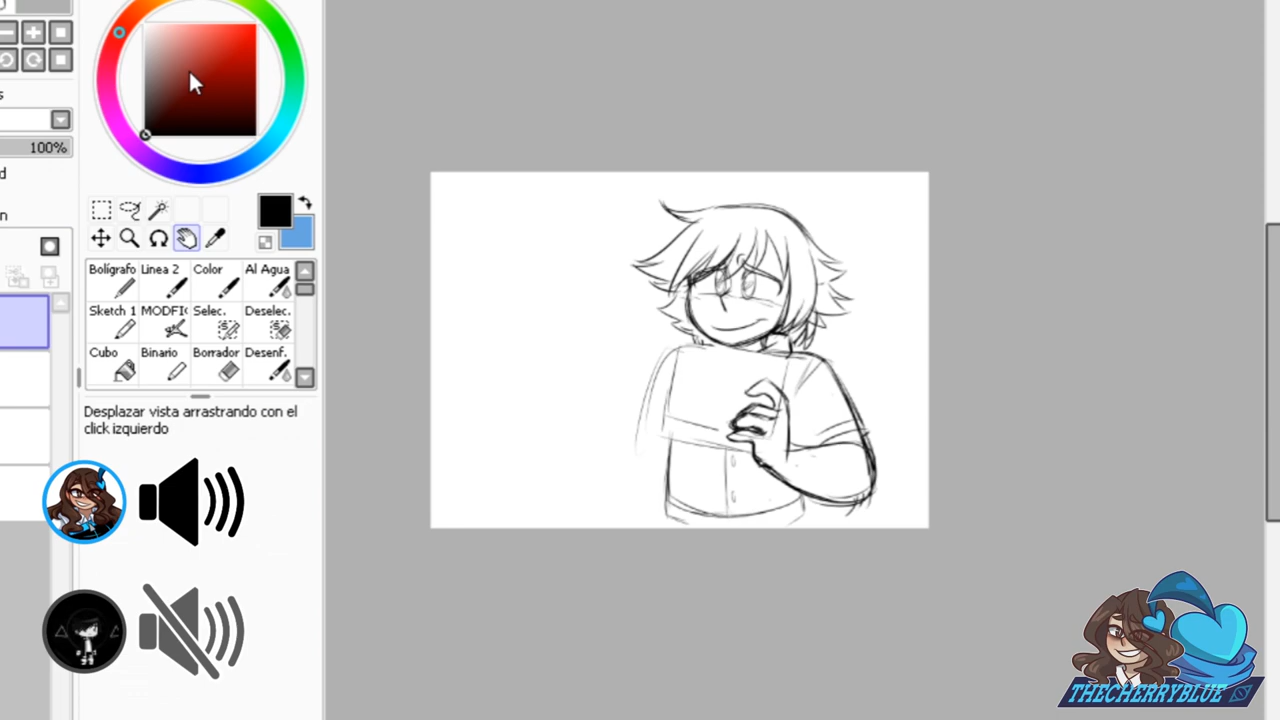 s
100%
d
n
Bolígrafo Linea 2 Color Al Agua
Sketch 1 MODFI Selec. Deselec.
Cubo Binario Borrador Desenf.
Desplazar vista arrastrando con el
click izquierdo
THECHERRYBLUE